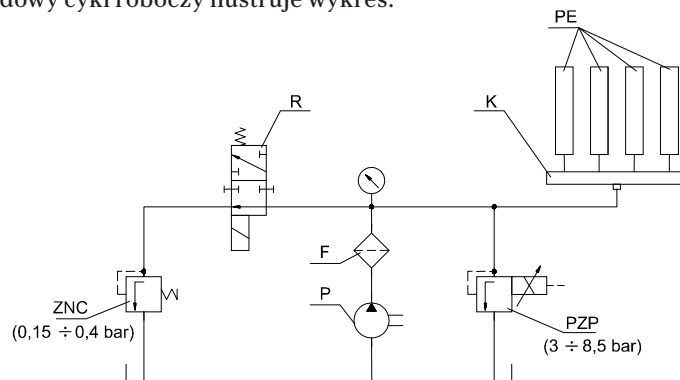 dowy cykl roboczy ilustruje wykres.
PE
R
K
F
P
ZNC
(0,15 ÷ 0,4 bar)
PZP
(3 ÷ 8,5 bar)